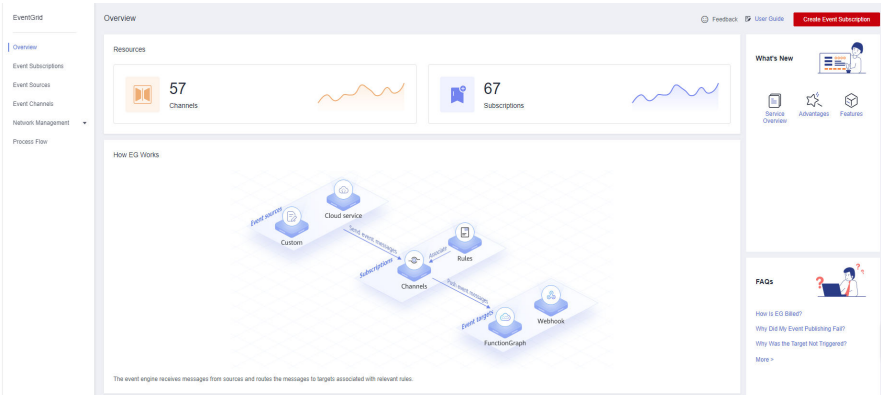 EventGrid
Overview
Event Subscriptions
Event Sources
Event Channels
Network Management
Process Flow
Overview
Feedback
User Guide
Create Event Subscription
Resources
57
Channels
67
Subscriptions
What's New
Service
Overview
Advantages
Features
How EG Works
Event sources
Cloud service
Custom
Send event messages
Subscriptions
Associate
Rules
Channels
Push event messages
Event targets
Webhook
FunctionGraph
The event engine receives messages from sources and routes the messages to targets associated with relevant rules.
FAQs
How Is EG Billed?
Why Did My Event Publishing Fail?
Why Was the Target Not Triggered?
More >